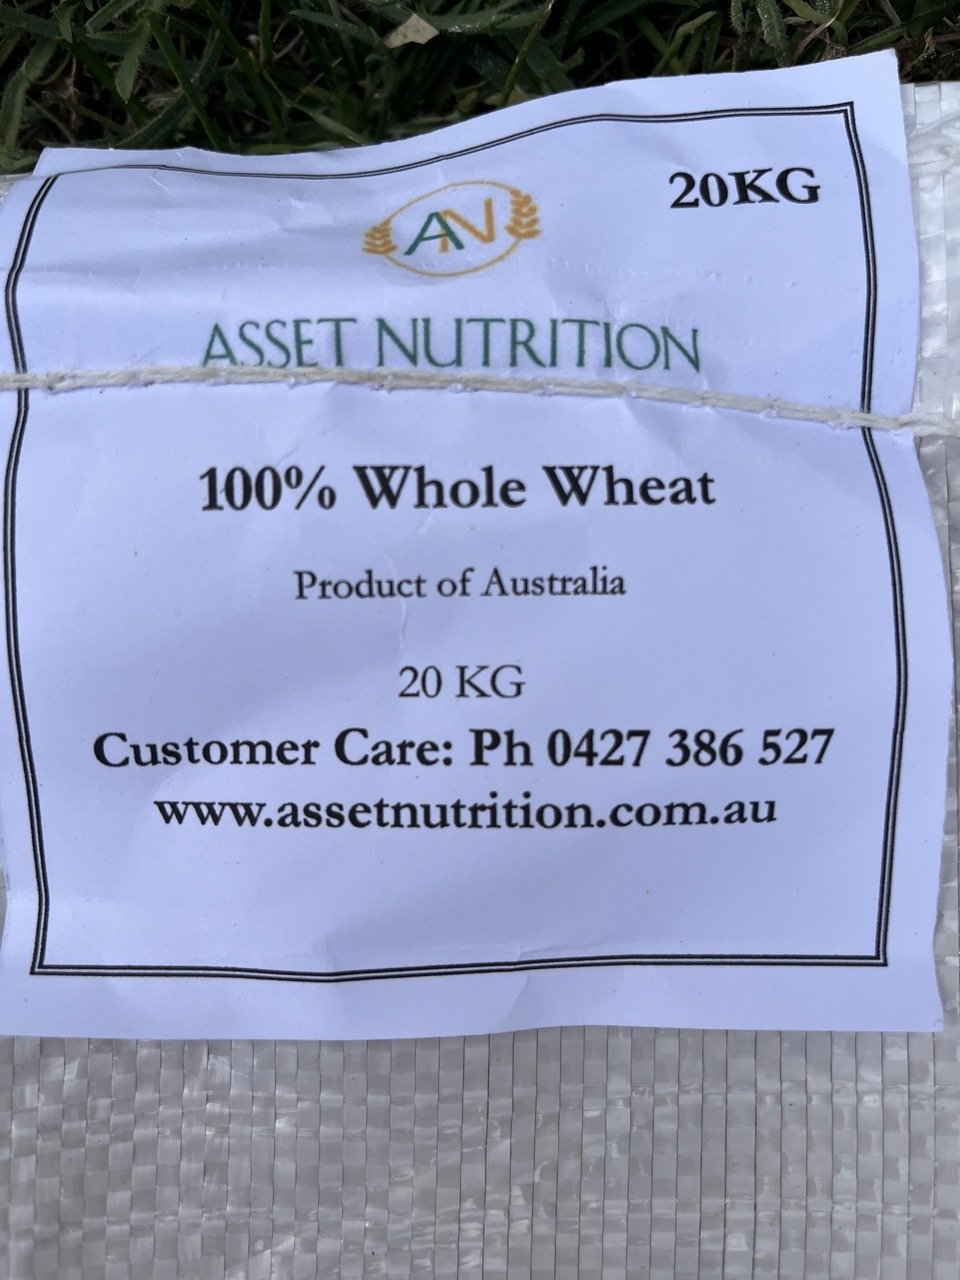 20KG
AN
ASSET NUTRITION
100% Whole Wheat
Product of Australia
20 KG
Customer Care: Ph 0427 386 527
www.assetnutrition.com.au